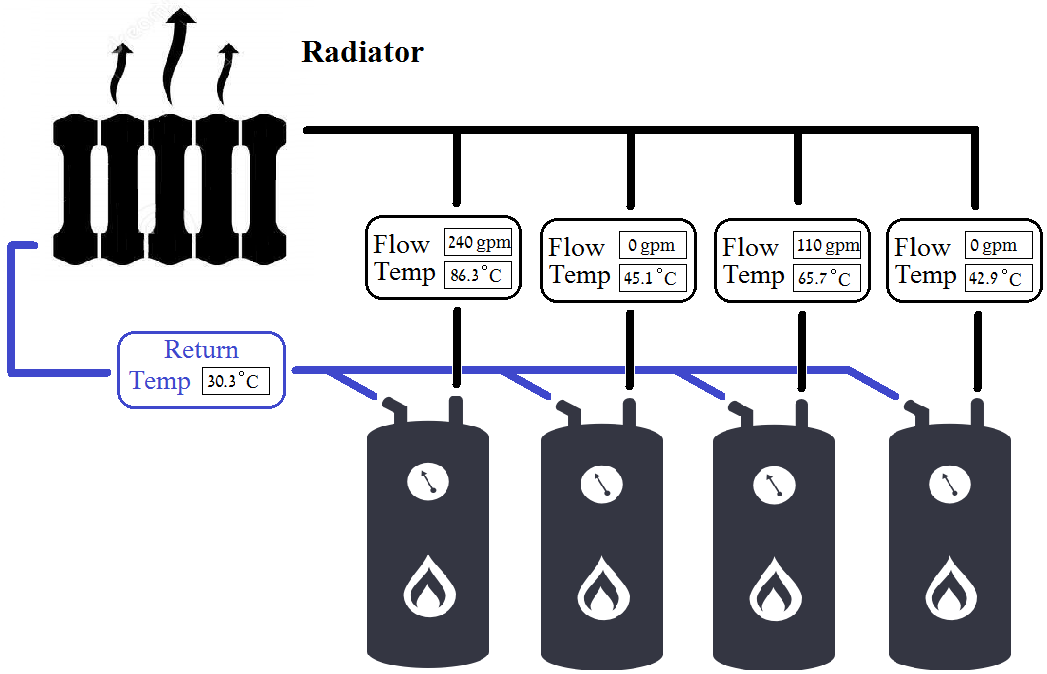 Radiator
Flow 240 gpm
Temp 86.3°C
Flow 0 gpm
Temp 45.1°C
Flow 110 gpm
Temp 65.7°C
Flow 0 gpm
Temp 42.9°C
Return
Temp 30.3°C